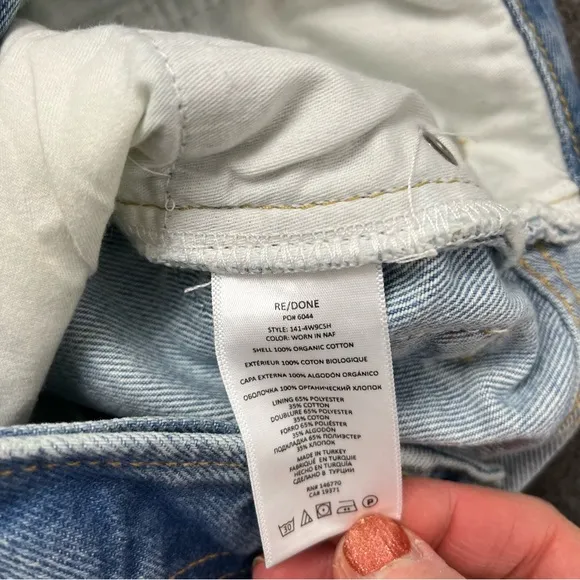 RE/DONE
PO# 6044
STYLE: 141-4W9CSH
COLOR: WORN IN NAF
SHELL 100% ORGANIC COTTON
EXTÉRIEUR 100% COTON BIOLOGIQUE
CAPA EXTERNA 100% ALGODÓN ORGÁNICO
ОБОЛОЧКА 100% ОРГАНИЧЕСКИЙ ХЛОПОК
LINING 65% POLYESTER
35% COTTON
DOUBLURE 65% POLYESTER
35% COTON
FORRO 65% POLIÉSTER
35% ALGODÓN
ПОДКЛАДКА 65% ПОЛИЭСТЕР
35% ХЛОПОК
MADE IN TURKEY
FABRIQUÉ EN TURQUIE
HECHO EN TURQUÍA
СДЕЛАНО В ТУРЦИИ
RN# 146770
CA# 19371
30
P